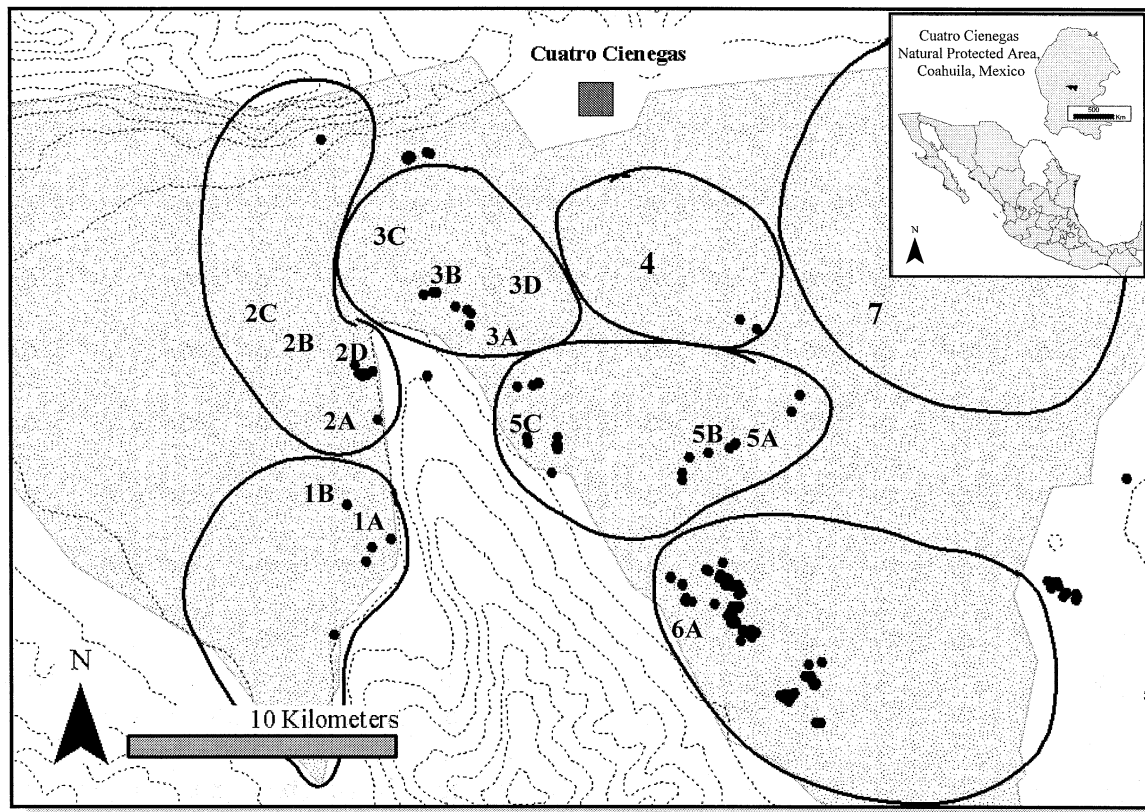 Cuatro Cienegas
Cuatro Cienegas
Natural Protected Area,
Coahuila, Mexico
500
Km
N
3C
3B
3D
3A
4
7
2C
2B
2D
2A
5C
5B
5A
1B
1A
6A
N
10 Kilometers